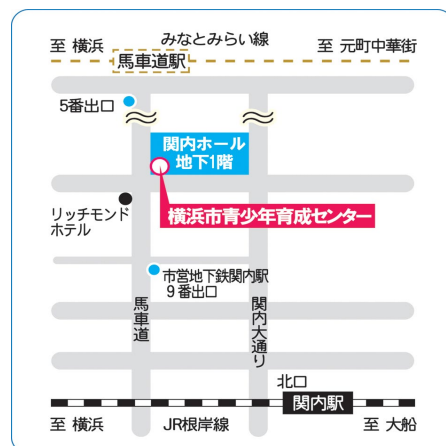 至 横浜
みなとみらい線
至 元町中華街
馬車道駅
5番出口
関内ホール
地下1階
横浜市青少年育成センター
リッチモンド
ホテル
市営地下鉄関内駅
9番出口
馬車道
関内大通り
北口
関内駅
至 横浜
JR根岸線
至 大船